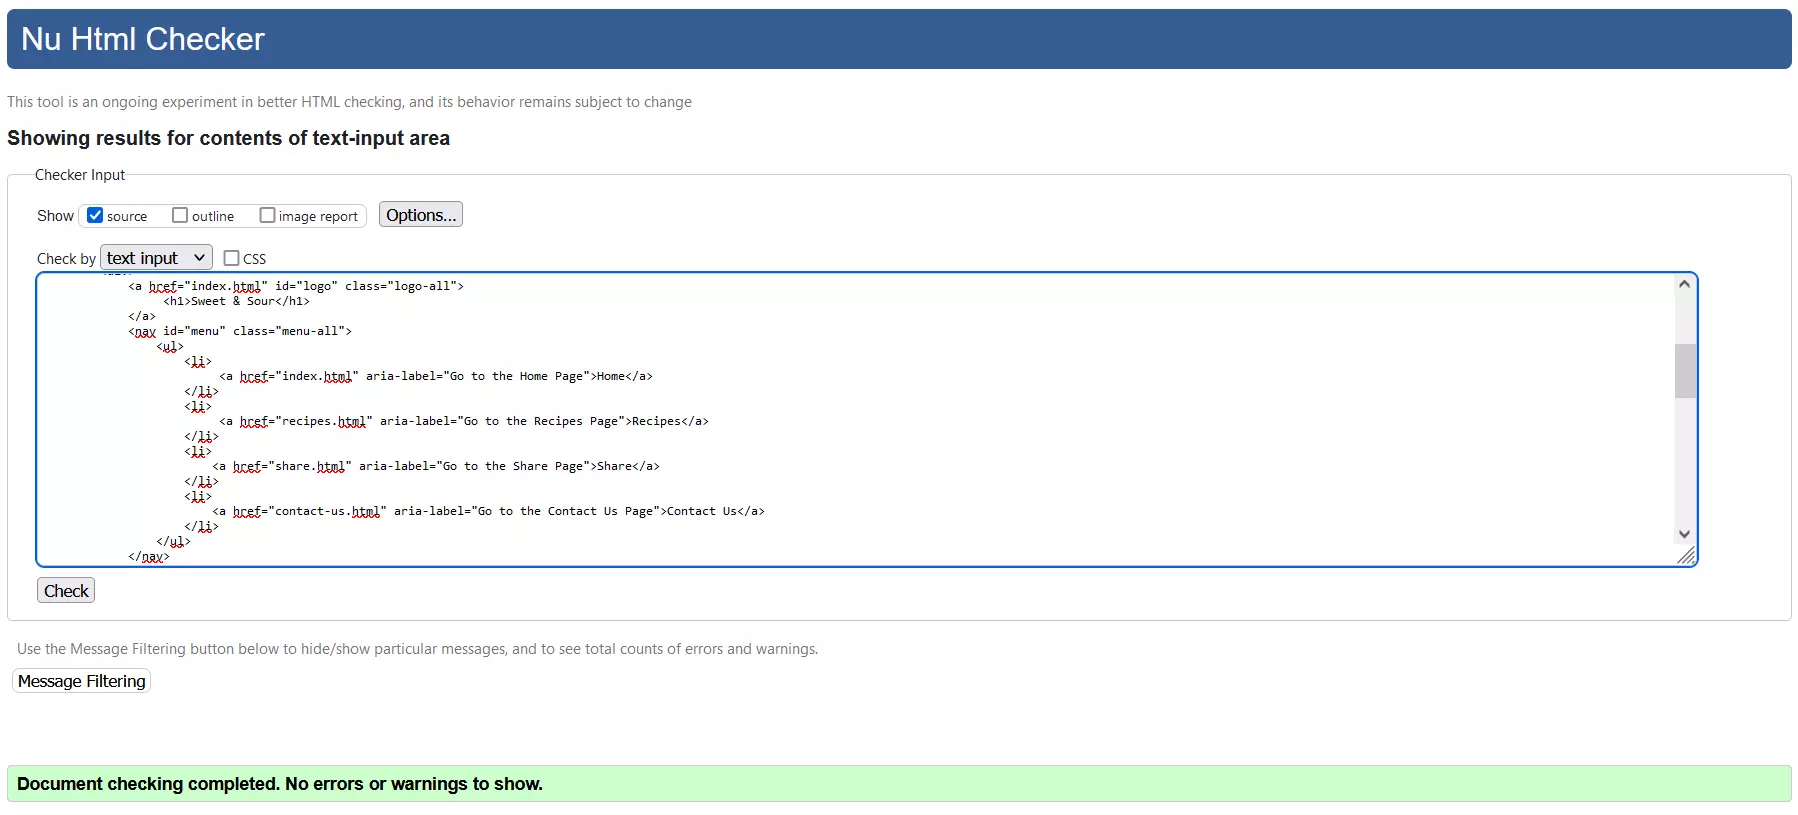 Nu Html Checker
This tool is an ongoing experiment in better HTML checking, and its behavior remains subject to change
Showing results for contents of text-input area
Checker Input
Show source outline image report Options...
Check by text input CSS
<a href="index.html" id="logo" class="logo-all">
<h1>Sweet & Sour</h1>
</a>
<nav id="menu" class="menu-all">
<ul>
<li>
<a href="index.html" aria-label="Go to the Home Page">Home</a>
</li>
<li>
<a href="recipes.html" aria-label="Go to the Recipes Page">Recipes</a>
</li>
<li>
<a href="share.html" aria-label="Go to the Share Page">Share</a>
</li>
<li>
<a href="contact-us.html" aria-label="Go to the Contact Us Page">Contact Us</a>
</li>
</ul>
</nav>
Check
Use the Message Filtering button below to hide/show particular messages, and to see total counts of errors and warnings.
Message Filtering
Document checking completed. No errors or warnings to show.